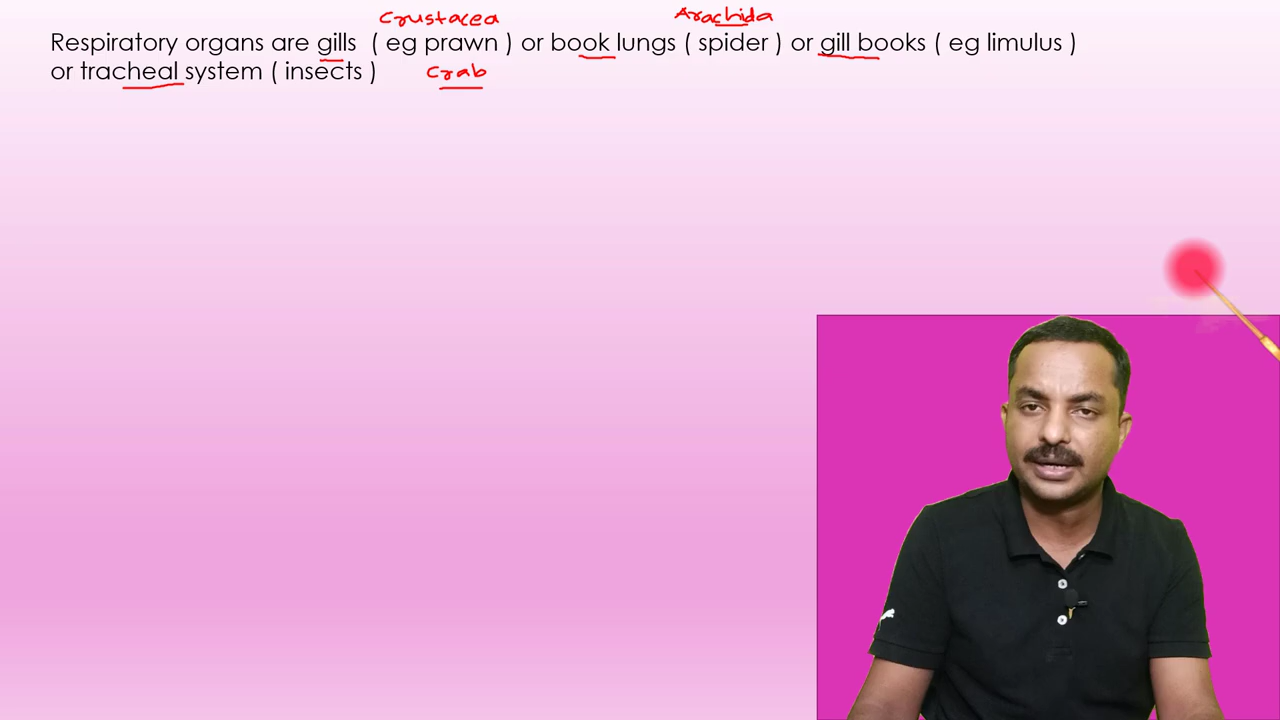 Crustacea Arachida
Respiratory organs are gills ( eg prawn ) or book lungs ( spider ) or gill books ( eg limulus )
or tracheal system ( insects ) Crab